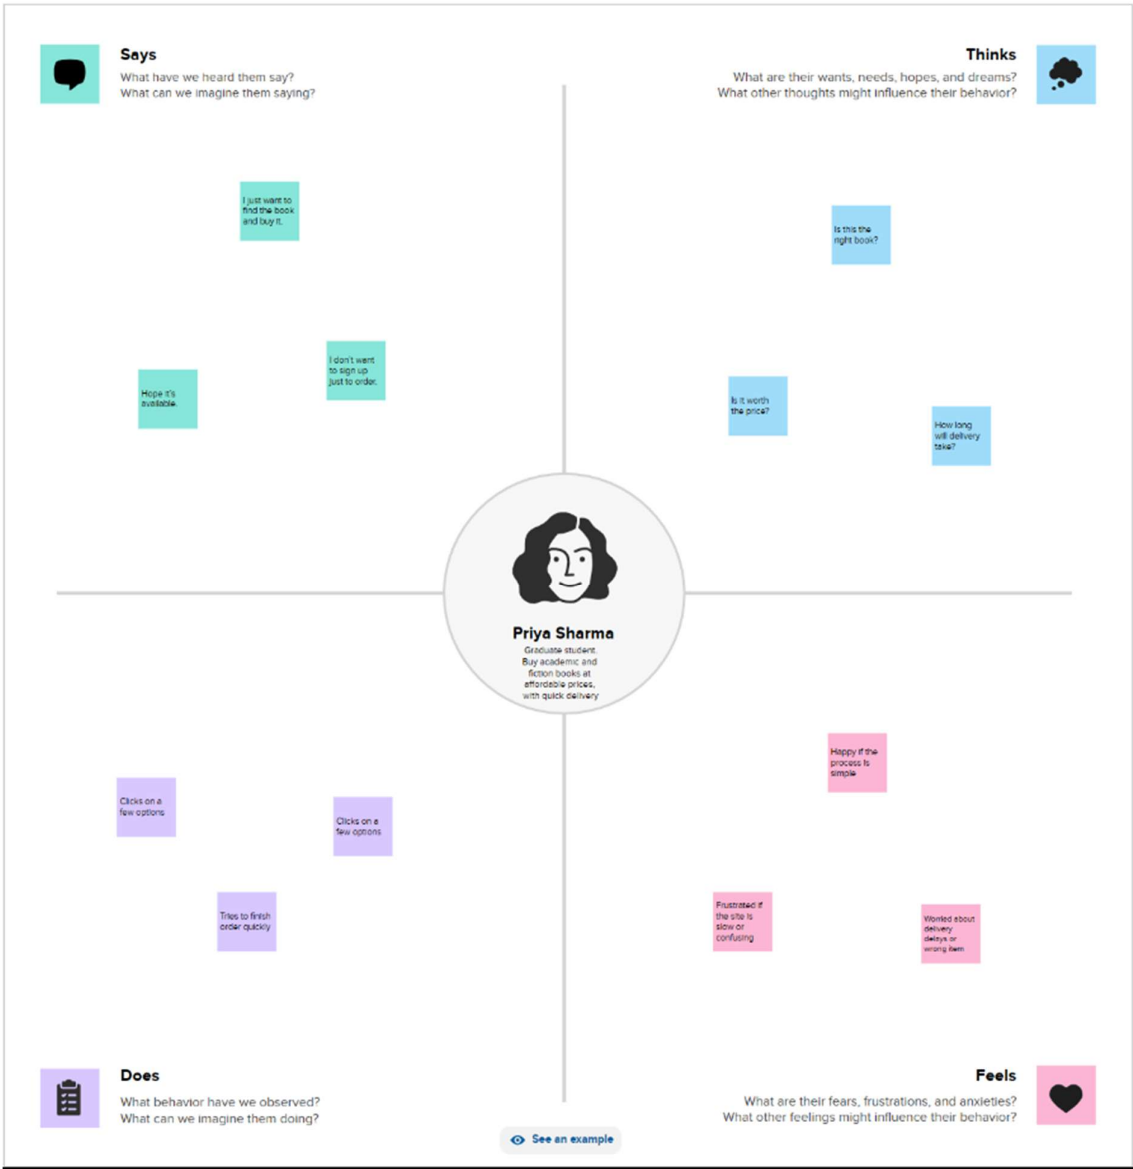 Says
What have we heard them say?
What can we imagine them saying?
Thinks
What are their wants, needs, hopes, and dreams?
What other thoughts might influence their behavior?
I just want to
find the book
and buy it.
I don't want
to sign up
just to order.
Hope it's
available.
Is this the
right book?
Is it worth
the price?
How long
will delivery
take?
Priya Sharma
Graduate student.
Buy academic and
fiction books at
affordable prices,
with quick delivery
Clicks on a
few options
Clicks on a
few options
Tries to finish
order quickly
Happy if the
process is
simple
Frustrated if
the site is
slow or
confusing
Worried about
delivery
delays or
wrong item
Does
What behavior have we observed?
What can we imagine them doing?
Feels
What are their fears, frustrations, and anxieties?
What other feelings might influence their behavior?
See an example